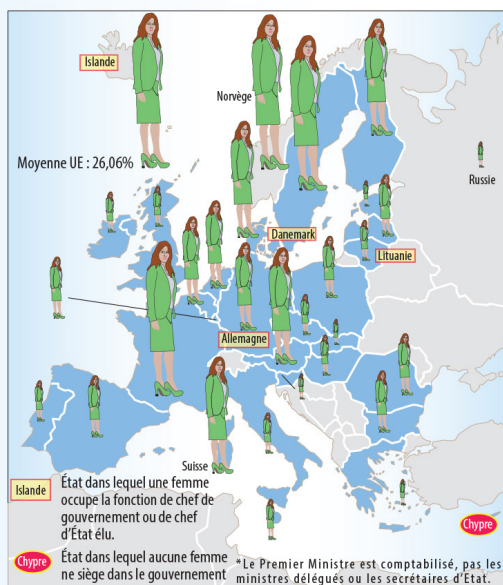 Islande
Norvège
Moyenne UE : 26,06%
Russie
Danemark
Lituanie
Allemagne
Suisse
Islande
État dans lequel une femme
occupe la fonction de chef de
gouvernement ou de chef
d'État élu.
Chypre
Chypre
État dans lequel aucune femme
ne siège dans le gouvernement
*Le Premier Ministre est comptabilisé, pas les
ministres délégués ou les secrétaires d'Etat.